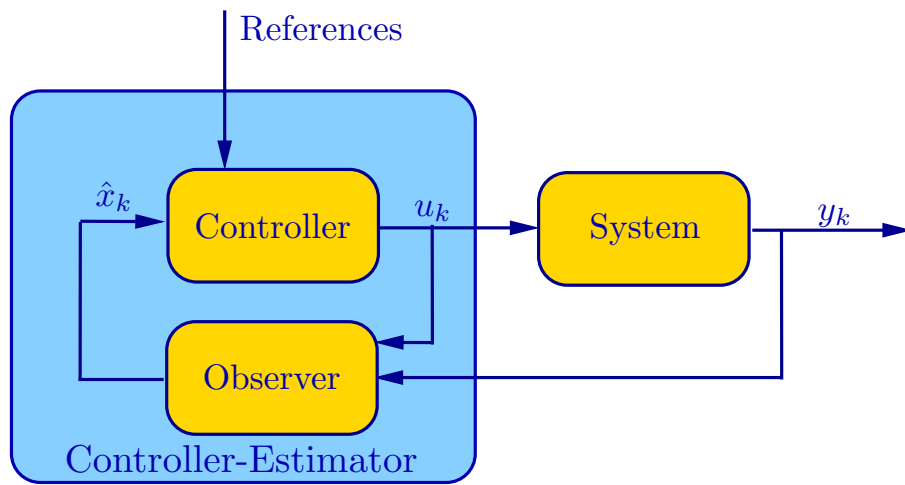 References
x̂ₖ
Controller
uₖ
System
yₖ
Observer
Controller-Estimator